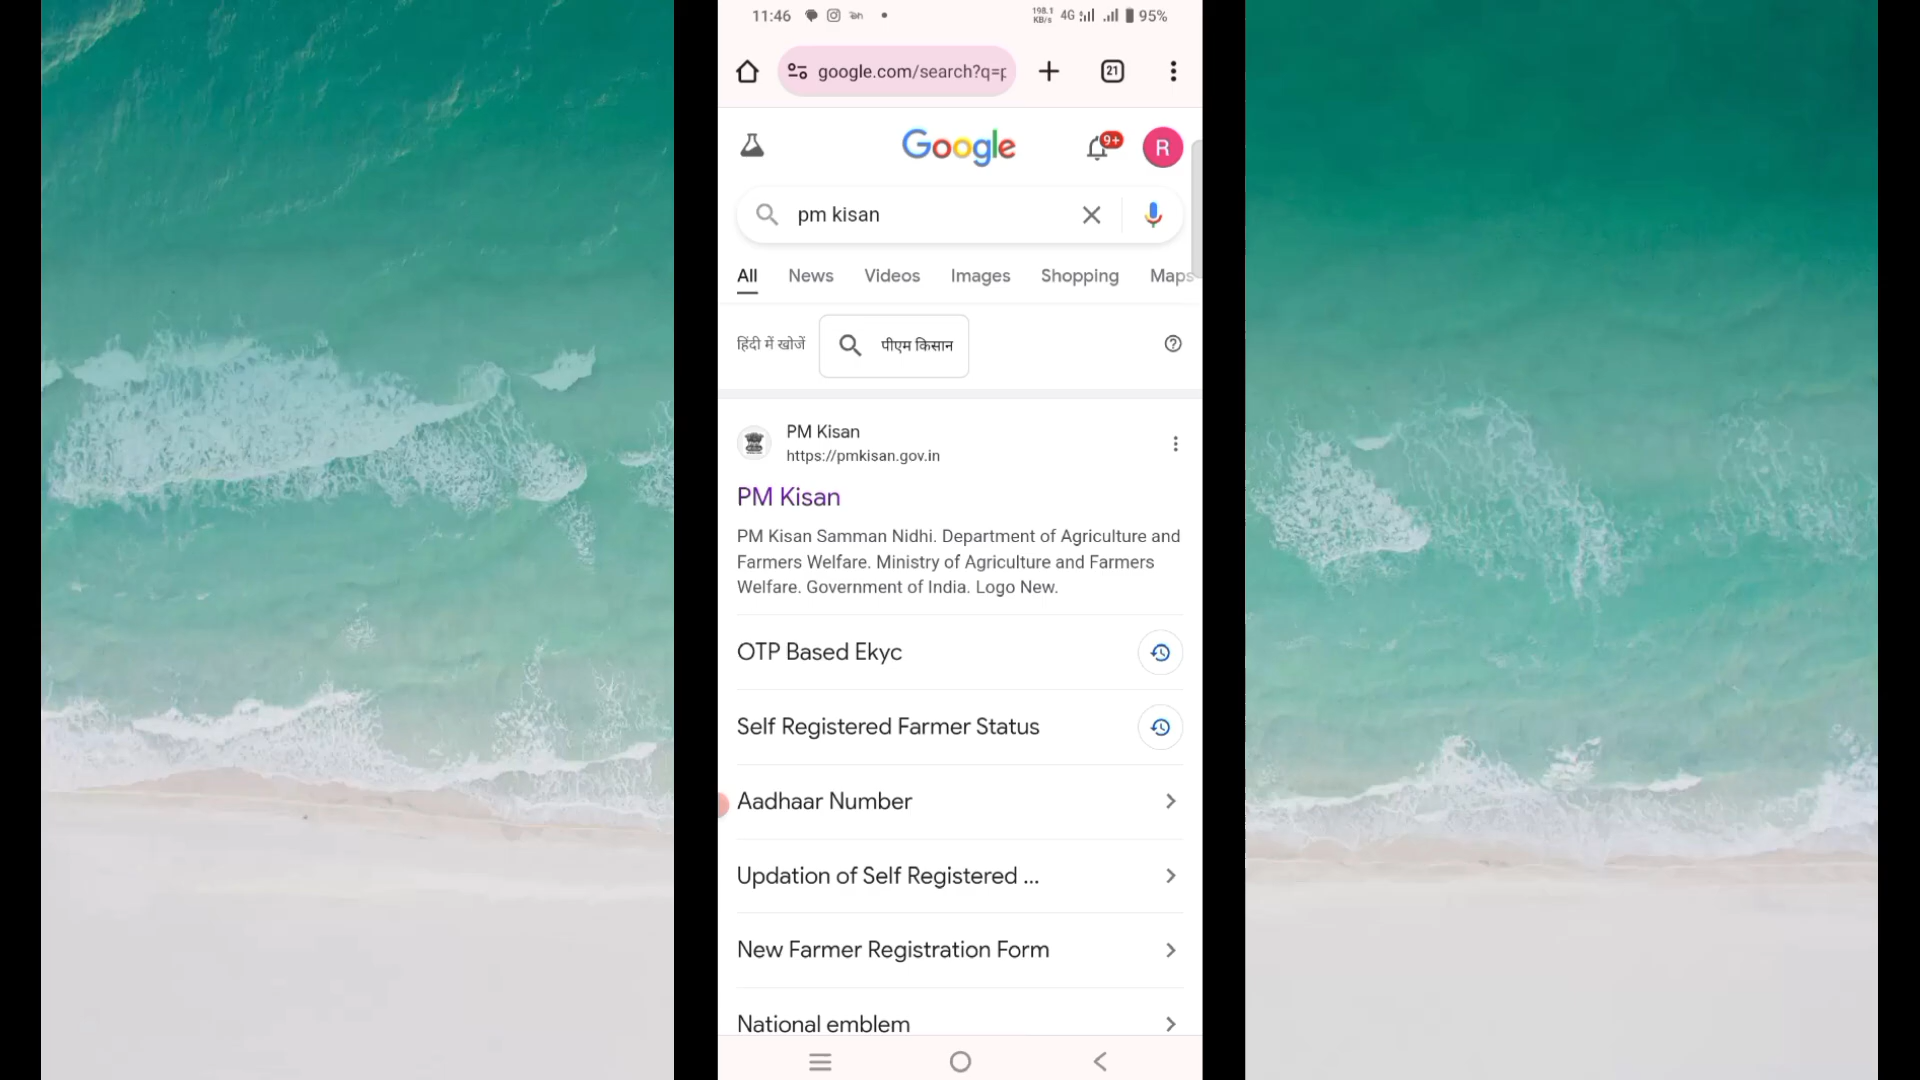 11:46
198.1 KB/s 4G 95%
google.com/search?q=p
21
Google
9+
R
pm kisan
All News Videos Images Shopping Maps
हिंदी में खोजें पीएम किसान
PM Kisan
https://pmkisan.gov.in
PM Kisan
PM Kisan Samman Nidhi. Department of Agriculture and
Farmers Welfare. Ministry of Agriculture and Farmers
Welfare. Government of India. Logo New.
OTP Based Ekyc
Self Registered Farmer Status
Aadhaar Number
Updation of Self Registered ...
New Farmer Registration Form
National emblem